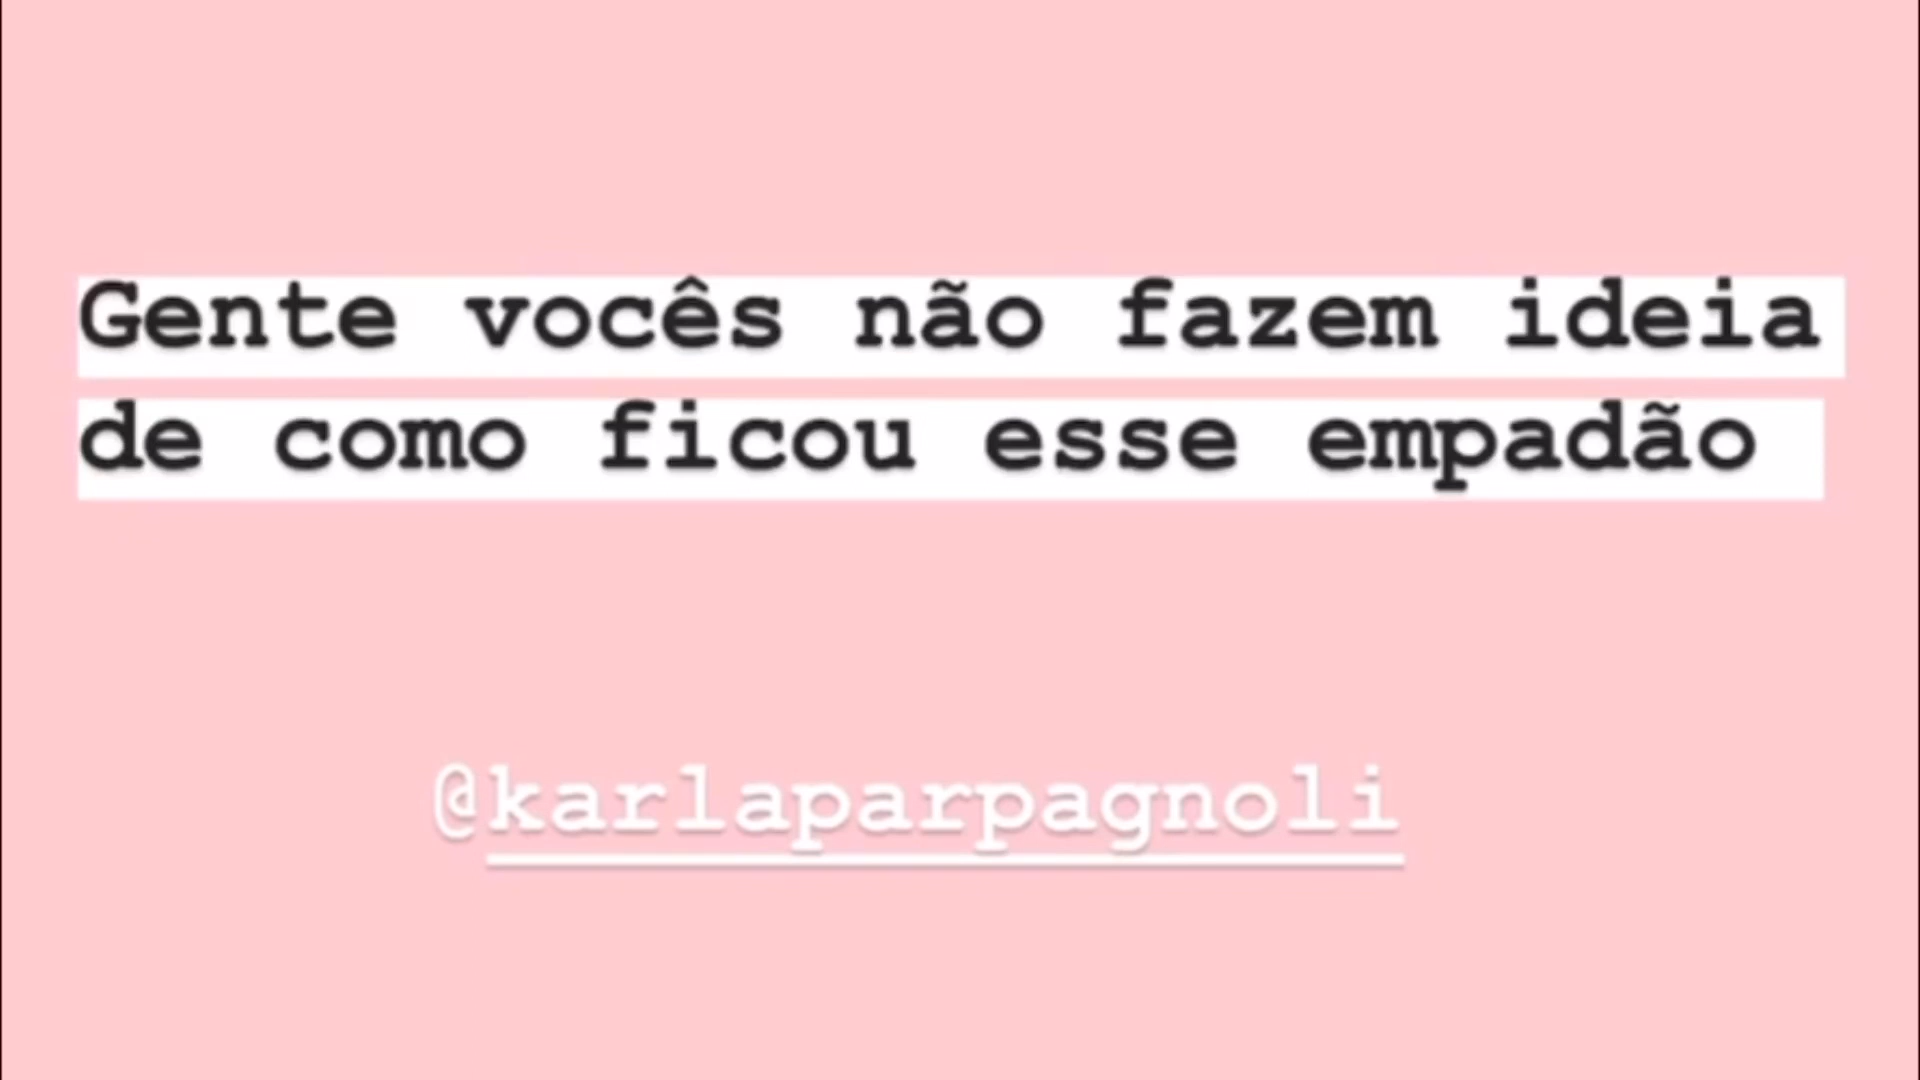 Gente vocês não fazem ideia
de como ficou esse empadão
@karlaparpagnoli